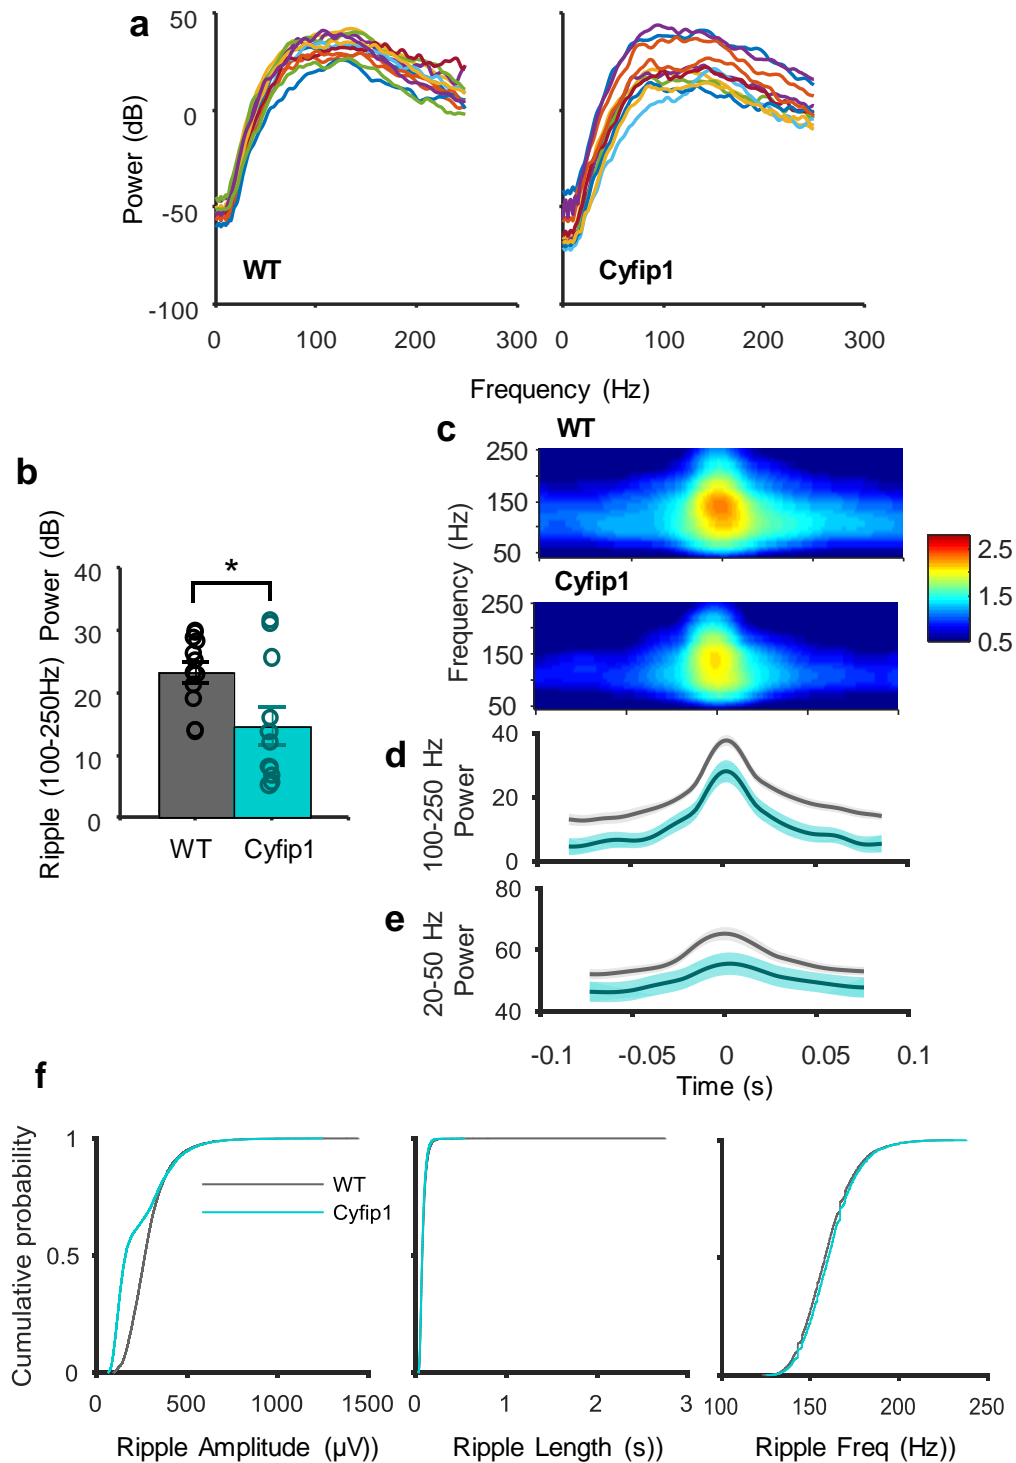 a
50
0
-50
-100
Power (dB)
WT
Cyfip1
0 100 200 300
0 100 200 300
Frequency (Hz)
b
Ripple (100-250Hz) Power (dB)
40
30
20
10
0
*
WT Cyfip1
c
WT
250
150
50
Frequency (Hz)
Cyfip1
250
150
50
Frequency (Hz)
2.5
1.5
0.5
d
100-250 Hz
Power
40
20
0
e
20-50 Hz
Power
80
60
40
-0.1 -0.05 0 0.05 0.1
Time (s)
f
Cumulative probability
1
0.5
0
WT
Cyfip1
0 500 1000 1500
Ripple Amplitude (µV))
0 1 2 3
Ripple Length (s))
100 150 200 250
Ripple Freq (Hz))